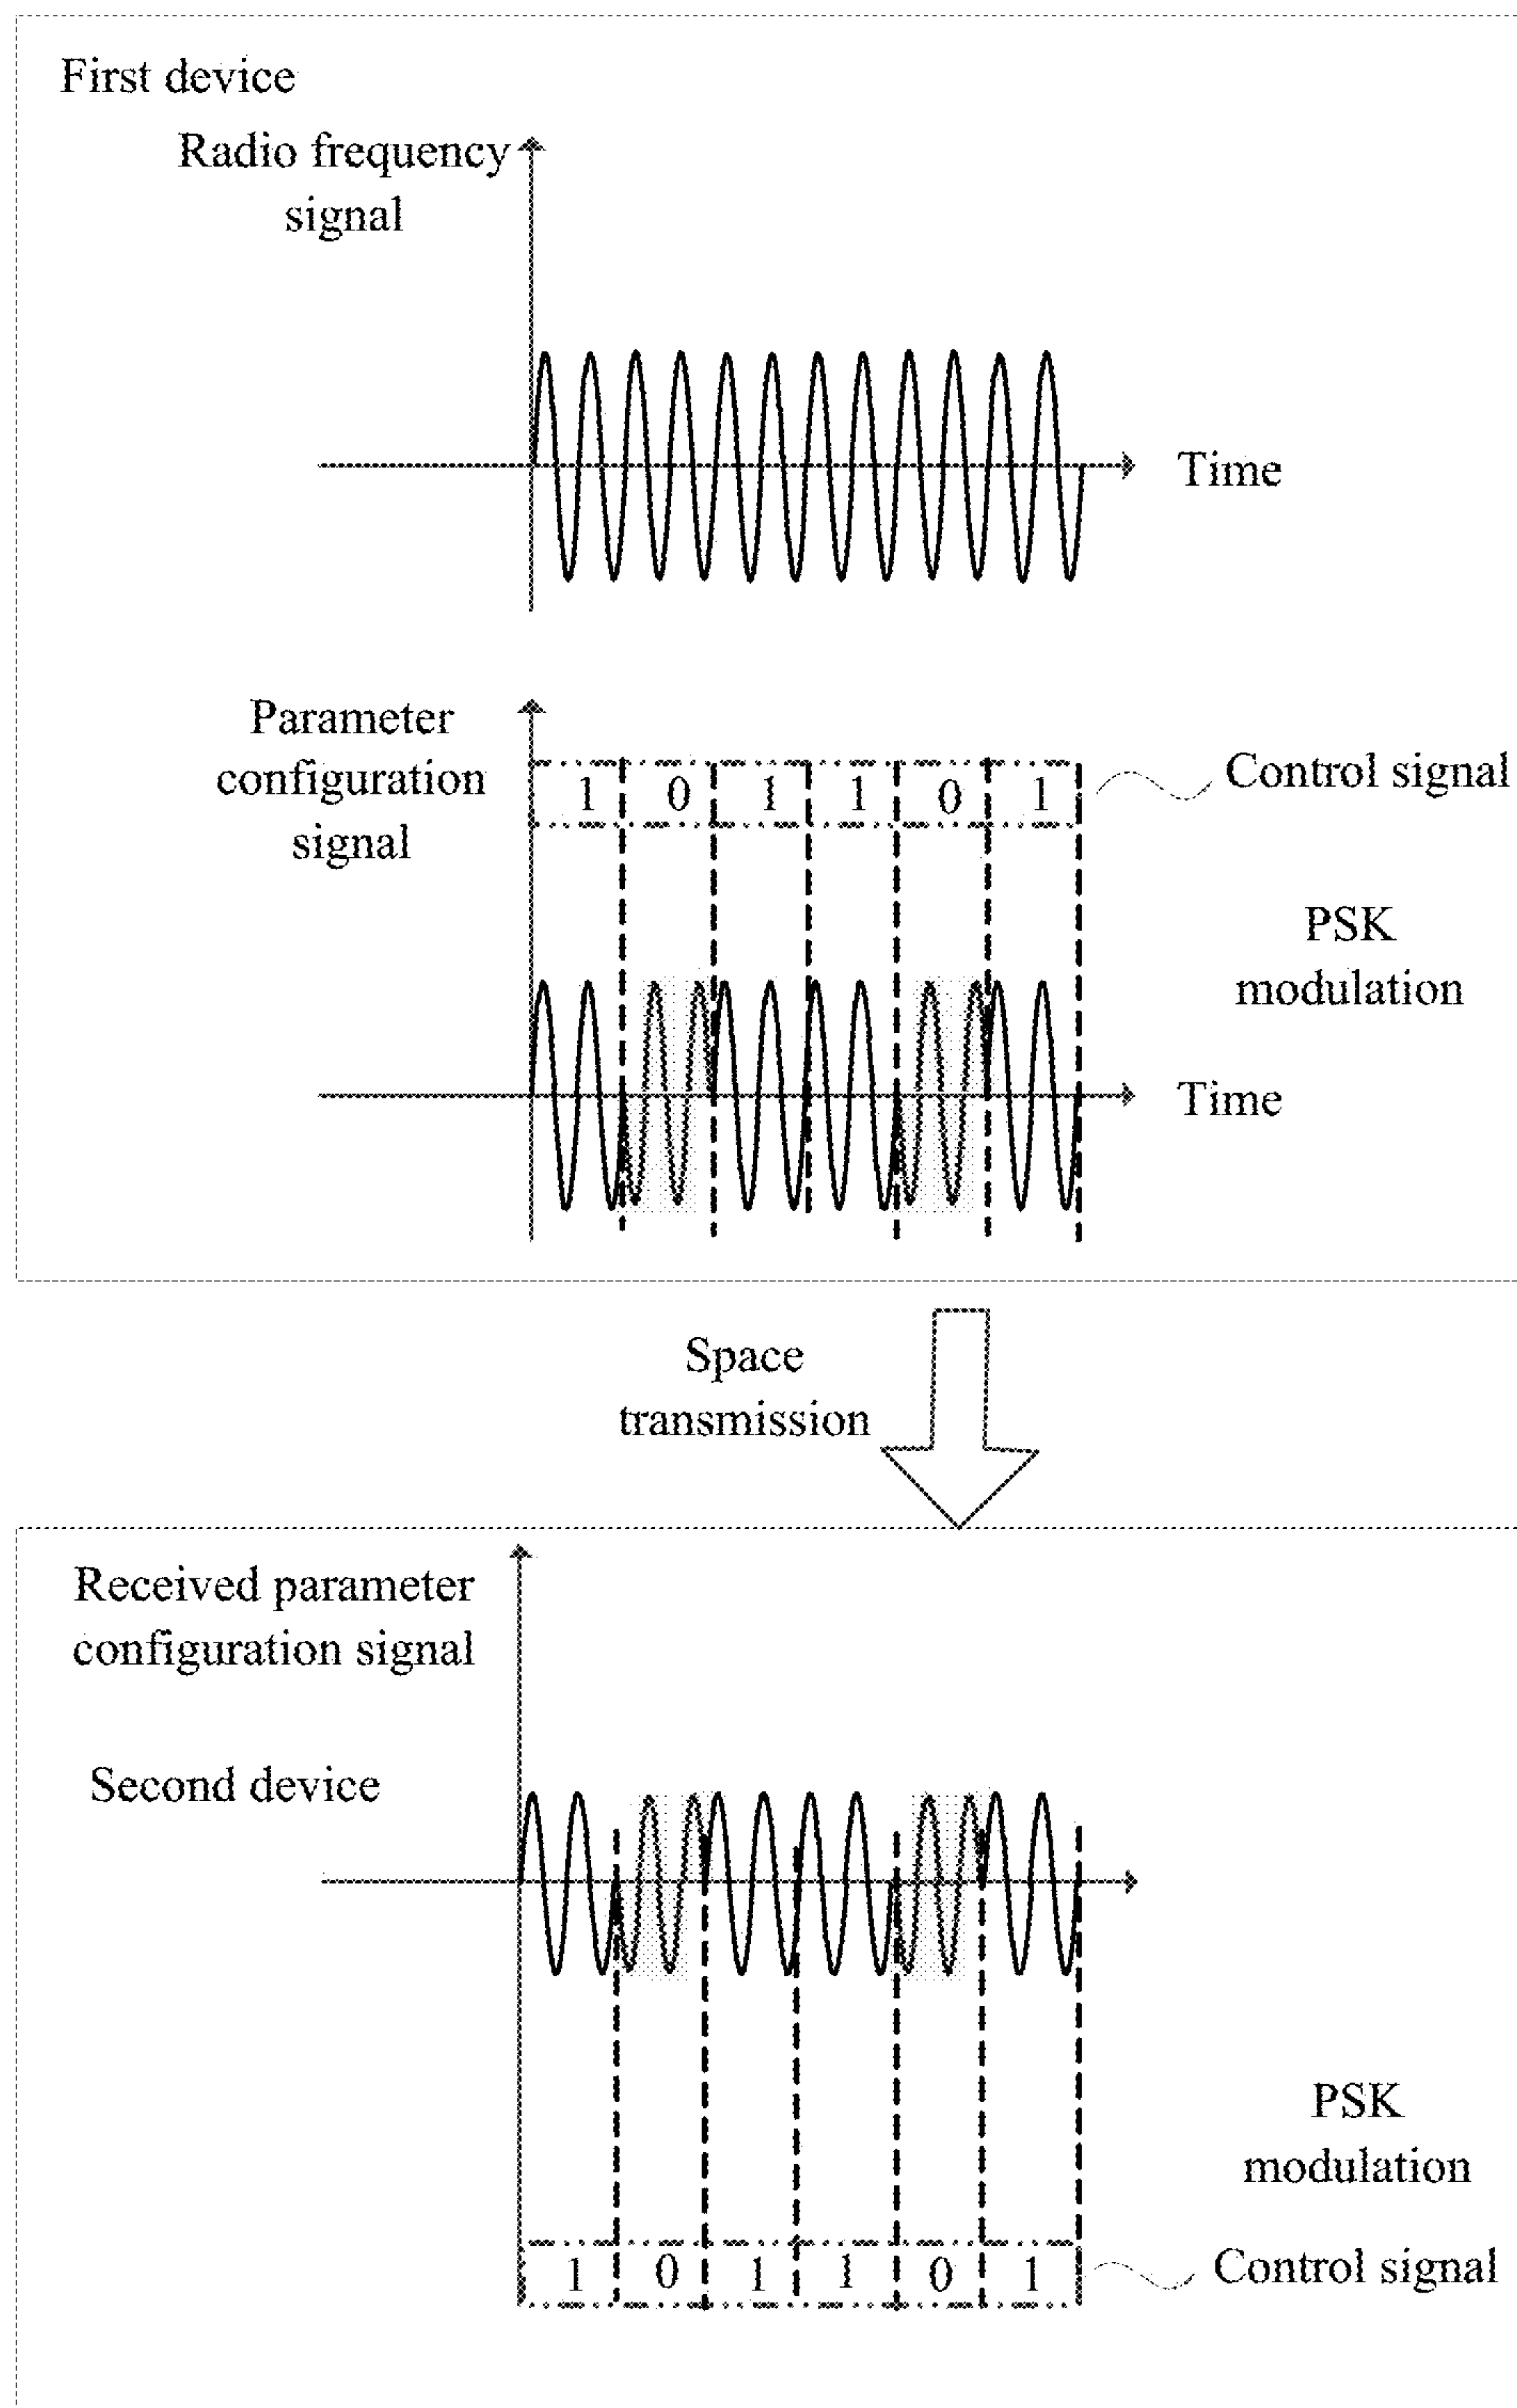 First device
Radio frequency
signal
Time
Parameter
configuration
signal
1 0 1 1 0 1
Control signal
PSK
modulation
Time
Space
transmission
Received parameter
configuration signal
Second device
PSK
modulation
1 0 1 1 0 1
Control signal